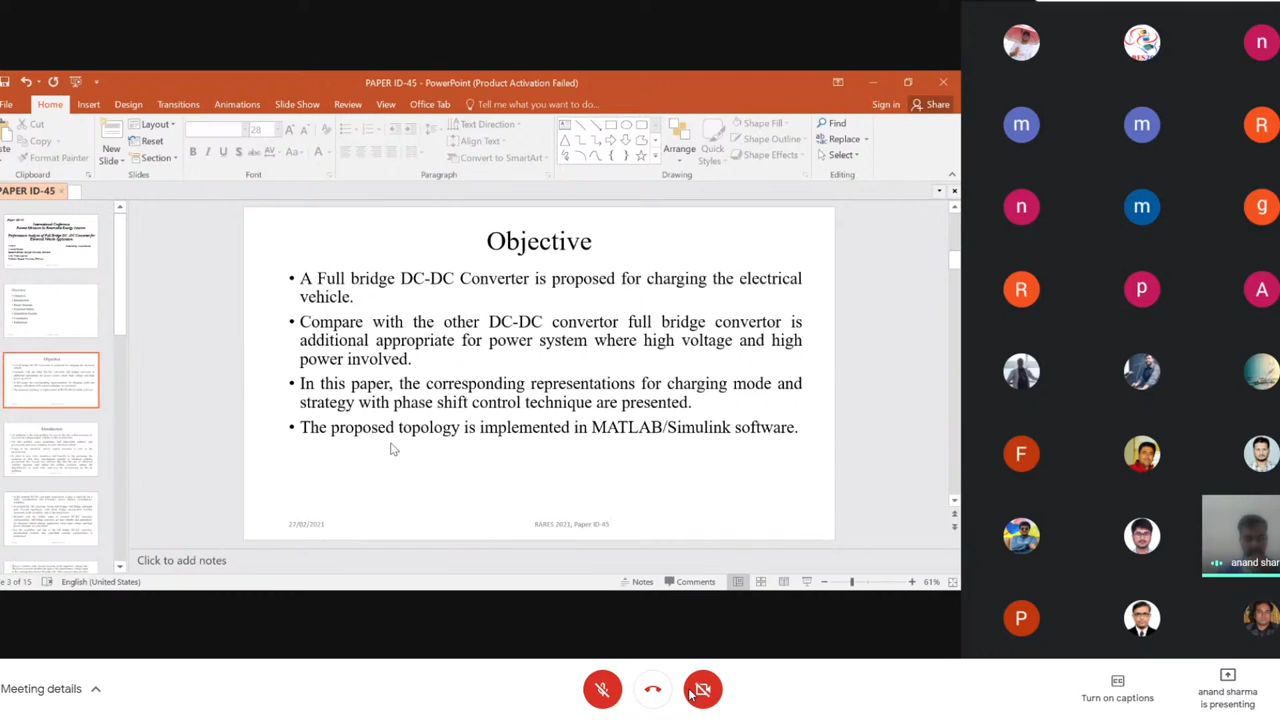 PAPER ID-45 - PowerPoint (Product Activation Failed)
File Home Insert Design Transitions Animations Slide Show Review View Office Tab Tell me what you want to do... Sign in Share
Cut
Copy
Format Painter
Clipboard
New
Slide
Layout
Reset
Section
Slides
28
Font
Text Direction
Align Text
Convert to SmartArt
Paragraph
Arrange
Quick
Styles
Shape Fill
Shape Outline
Shape Effects
Drawing
Find
Replace
Select
Editing
PAPER ID-45
Objective
• A Full bridge DC-DC Converter is proposed for charging the electrical
vehicle.
• Compare with the other DC-DC convertor full bridge convertor is
additional appropriate for power system where high voltage and high
power involved.
• In this paper, the corresponding representations for charging mode and
strategy with phase shift control technique are presented.
• The proposed topology is implemented in MATLAB/Simulink software.
27/02/2021 RARES 2021, Paper ID-45
Click to add notes
e 3 of 15 English (United States) Notes Comments 61%
n
m m R
n m g
R p A
F
anand shar
P
Meeting details
Turn on captions
anand sharma
is presenting